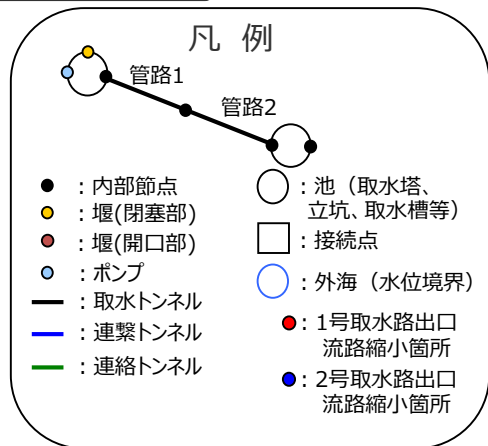 凡 例
管路1
管路2
：内部節点
：堰(閉塞部)
：堰(開口部)
：ポンプ
：取水トンネル
：連繋トンネル
：連絡トンネル
：池（取水塔、
立坑、取水槽等）
：接続点
：外海（水位境界）
：1号取水路出口
流路縮小箇所
：2号取水路出口
流路縮小箇所